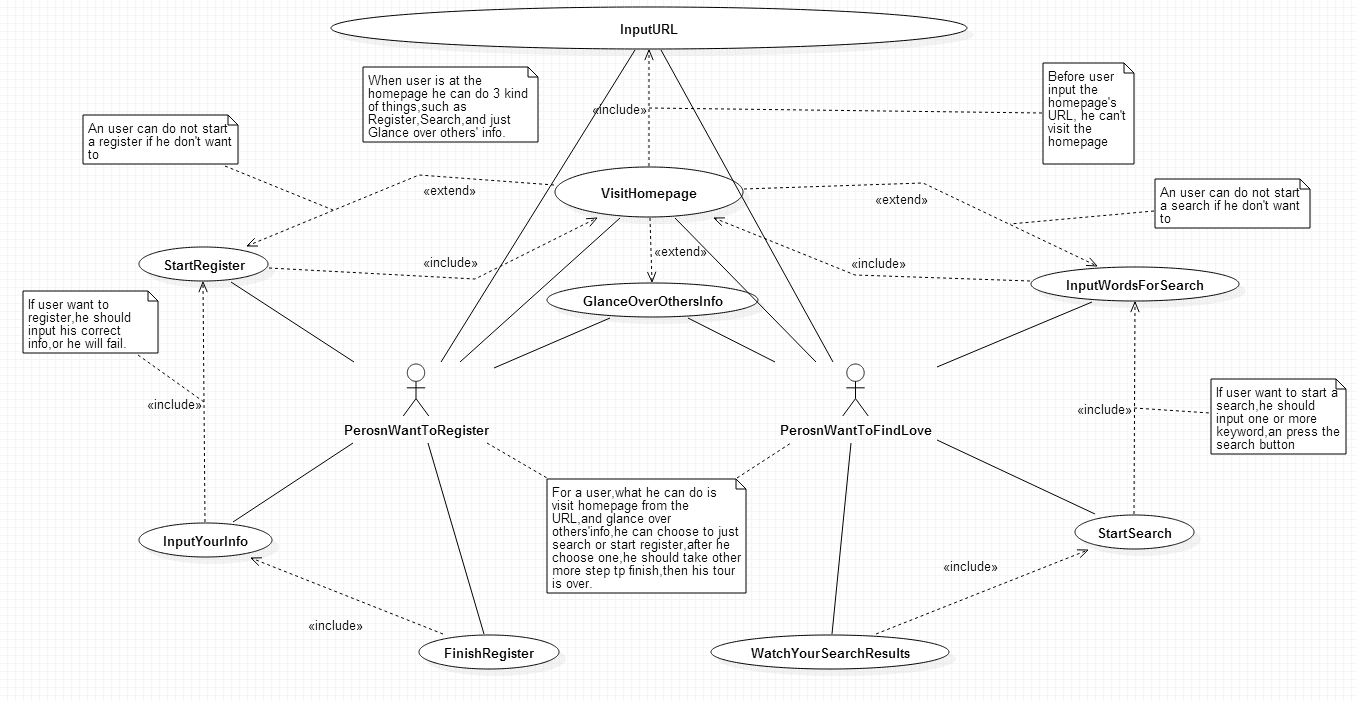 InputURL
When user is at the
homepage he can do 3 kind
of things,such as
Register,Search,and just
Glance over others' info.
Before user
input the
homepage's
URL, he can't
visit the
homepage
«include»
An user can do not start
a register if he don't want
to
VisitHomepage
«extend»
«extend»
An user can do not start
a search if he don't want
to
StartRegister
«include»
«extend»
«include»
InputWordsForSearch
GlanceOverOthersInfo
If user want to
register,he should
input his correct
info,or he will fail.
«include»
«include»
If user want to start a
search,he should
input one or more
keyword,an press the
search button
PerosnWantToRegister
PerosnWantToFindLove
For a user,what he can do is
visit homepage from the
URL,and glance over
others'info,he can choose to just
search or start register,after he
choose one,he should take other
more step tp finish,then his tour
is over.
InputYourInfo
StartSearch
«include»
«include»
FinishRegister
WatchYourSearchResults